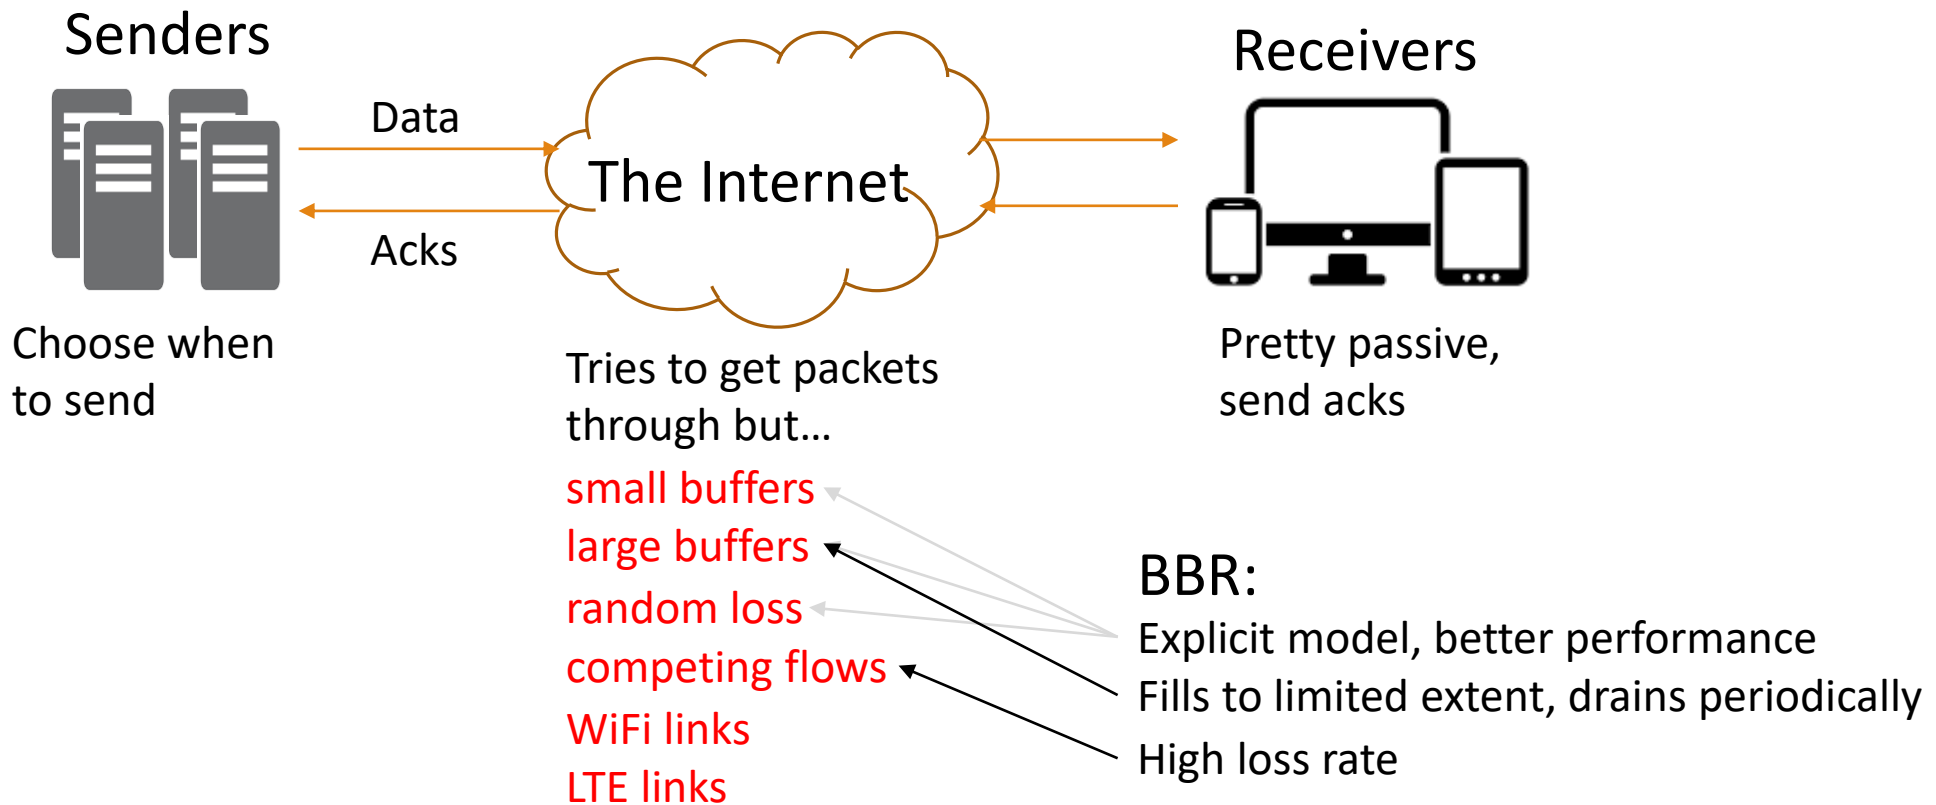 Senders
Data
Acks
Choose when
to send
The Internet
Tries to get packets
through but…
small buffers
large buffers
random loss
competing flows
WiFi links
LTE links
Receivers
Pretty passive,
send acks
BBR:
Explicit model, better performance
Fills to limited extent, drains periodically
High loss rate